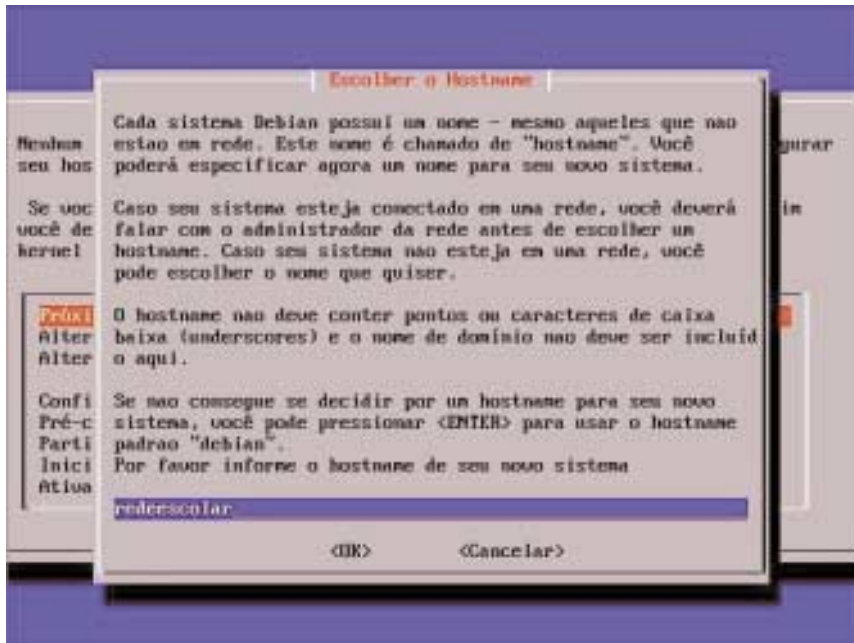 Escolher o Hostname
Cada sistema Debian possui um nome - mesmo aqueles que nao
estao em rede. Este nome é chamado de "hostname". Você
poderá especificar agora um nome para seu novo sistema.
Caso seu sistema esteja conectado em uma rede, você deverá
falar com o administrador da rede antes de escolher um
hostname. Caso seu sistema nao esteja em uma rede, você
pode escolher o nome que quiser.
O hostname nao deve conter pontos ou caracteres de caixa
baixa (underscores) e o nome de domínio nao deve ser incluíd
o aqui.
Se nao consegue se decidir por um hostname para seu novo
sistema, você pode pressionar <ENTER> para usar o hostname
padrao "debian".
Por favor informe o hostname de seu novo sistema
redeescolar
<OK> <Cancelar>
Nenhum
seu hos
gurar
Se voc
im
você de
kernel
Próxi
Alter
Alter
Confi
Pré-c
Parti
Inici
Ativa